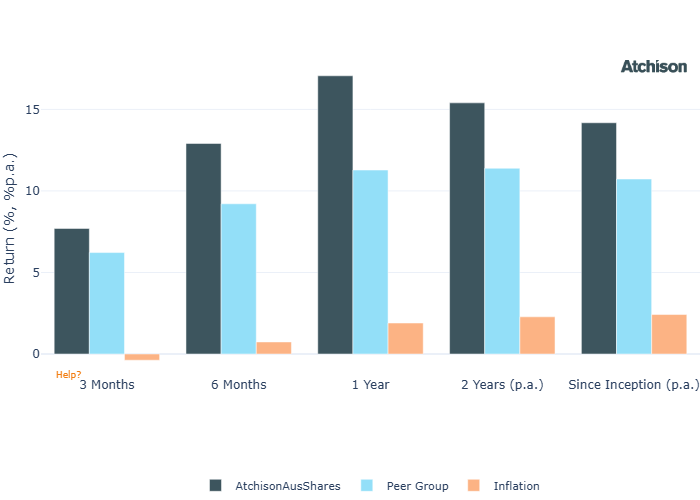 Atchison
Return (%, %p.a.)
15
10
5
0
Help?
3 Months
6 Months
1 Year
2 Years (p.a.)
Since Inception (p.a.)
AtchisonAusShares
Peer Group
Inflation